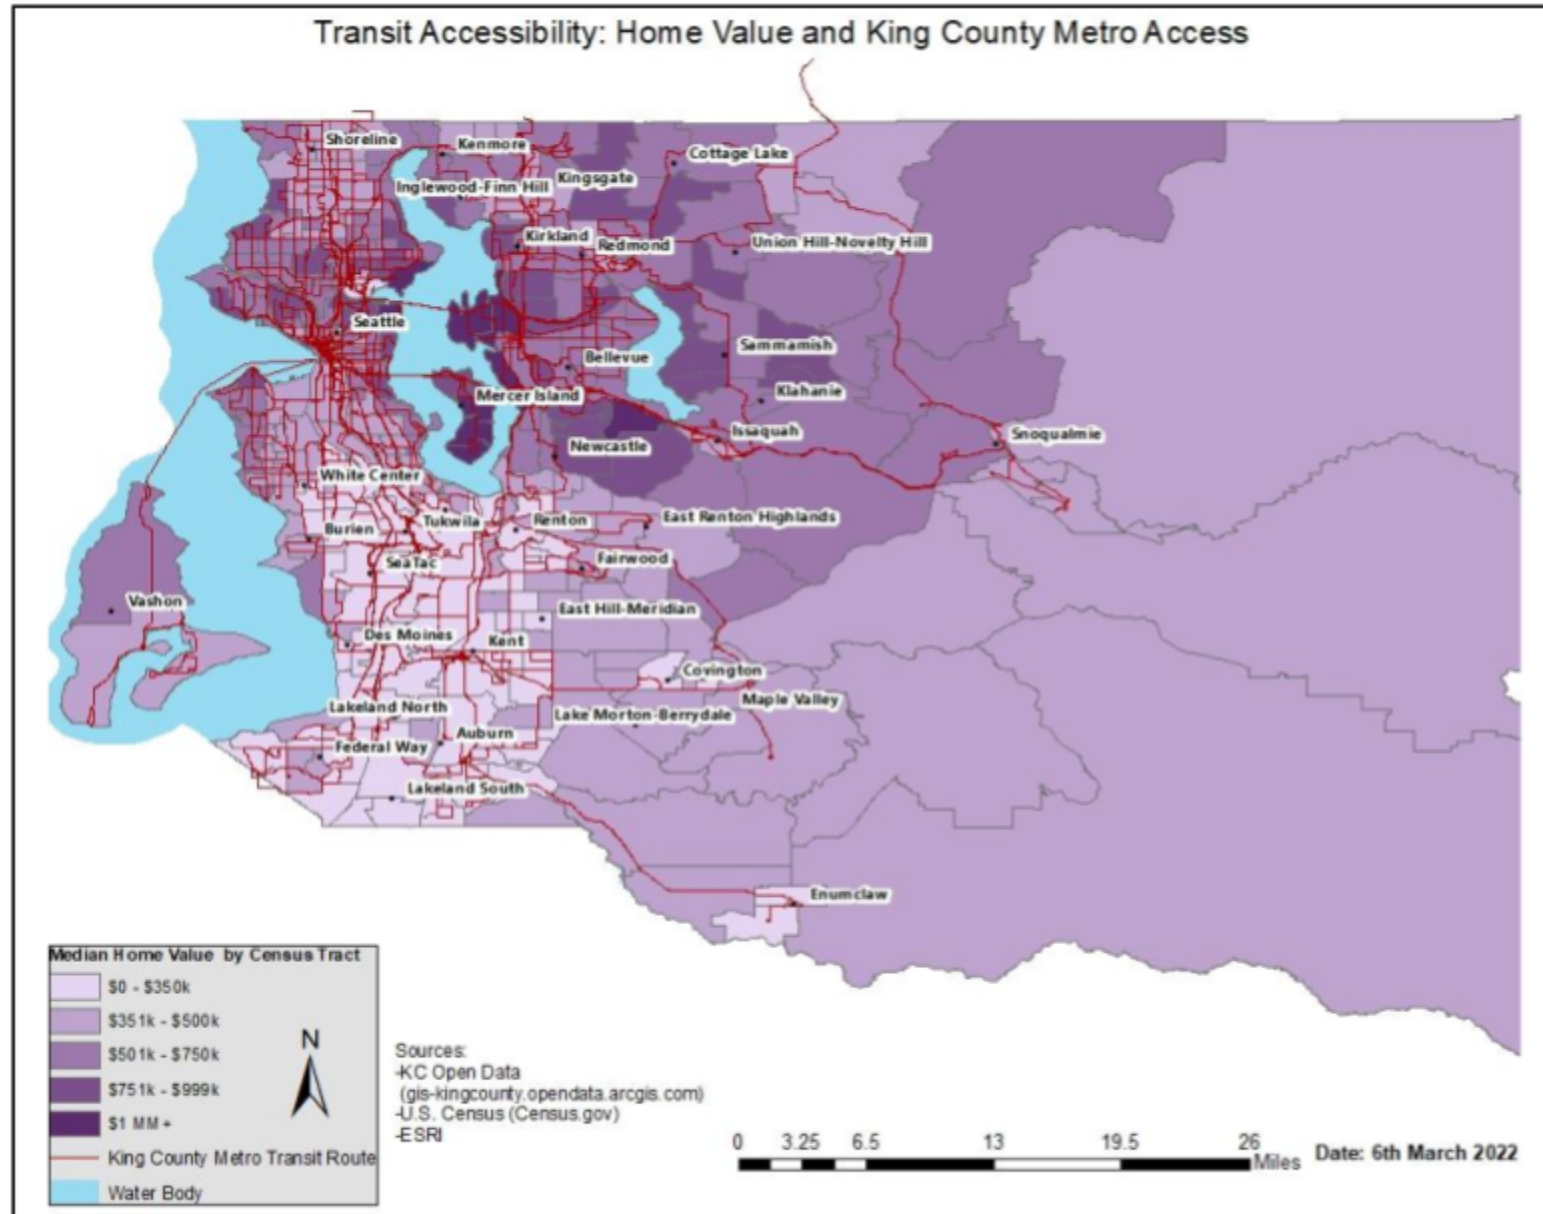 Transit Accessibility: Home Value and King County Metro Access
Shoreline
Kenmore
Cottage Lake
Inglewood-Finn Hill
Kingsgate
Kirkland
Redmond
Union Hill-Novelty Hill
Seattle
Bellevue
Sammamish
Mercer Island
Klahanie
Issaquah
Snoqualmie
Newcastle
White Center
Burien
Tukwila
Renton
East Renton Highlands
SeaTac
Fairwood
Vashon
East Hill-Meridian
Des Moines
Kent
Covington
Maple Valley
Lakeland North
Lake Morton-Berrydale
Auburn
Federal Way
Lakeland South
Enumclaw
Median Home Value by Census Tract
$0 - $350k
$351k - $500k
$501k - $750k
$751k - $999k
$1 MM +
King County Metro Transit Route
Water Body
N
Sources:
-KC Open Data
(gis-kingcounty.opendata.arcgis.com)
-U.S. Census (Census.gov)
-ESRI
0 3.25 6.5 13 19.5 26
Miles
Date: 6th March 2022